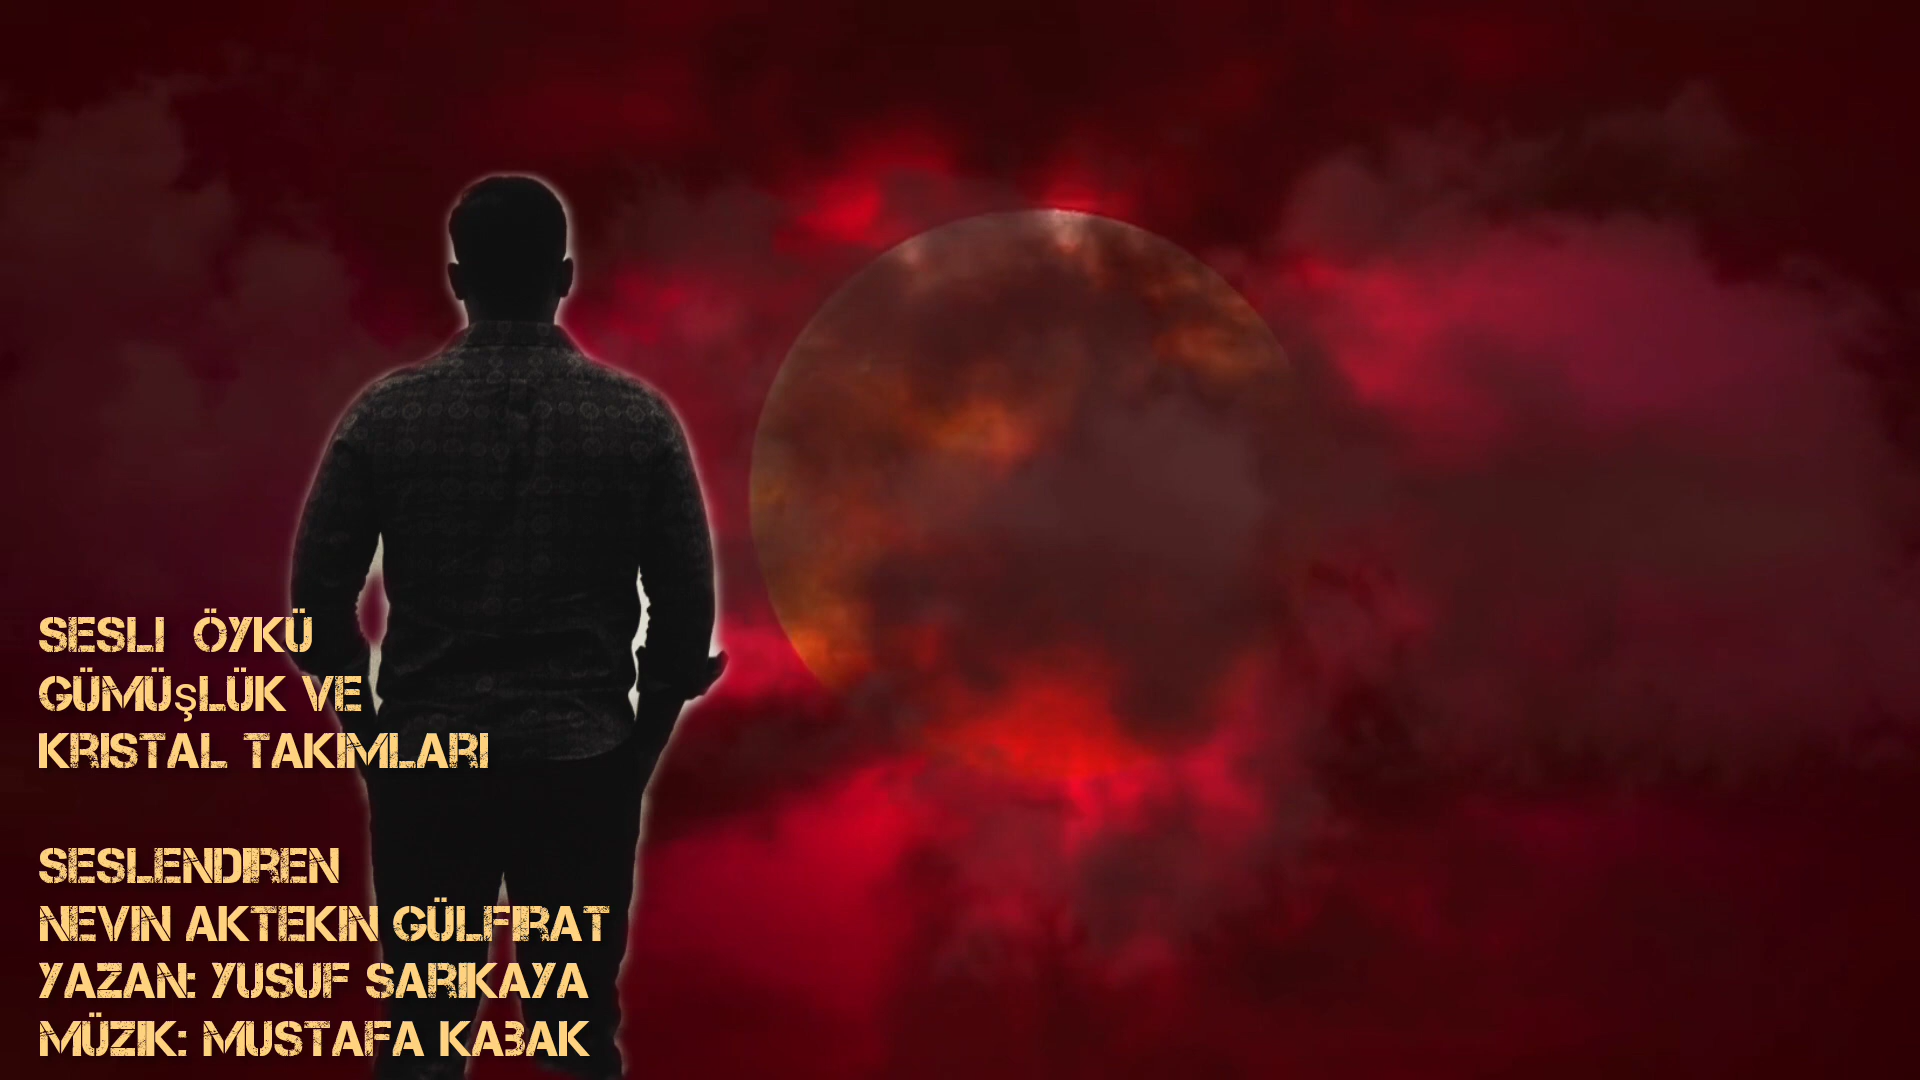 SESLI ÖYKÜ
GÜMÜŞLÜK VE
KRISTAL TAKIMLARI
SESLENDIREN
NEVIN AKTEKIN GÜLFIRAT
YAZAN: YUSUF SARIKAYA
MÜZIK: MUSTAFA KABAK